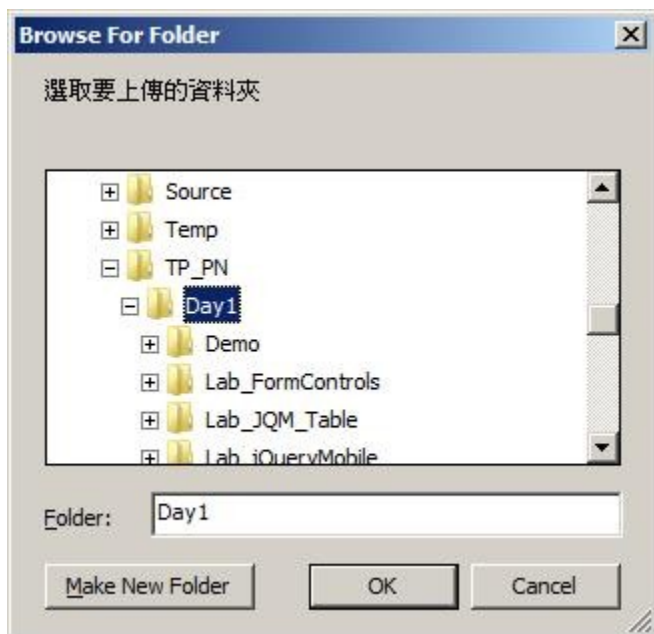 Browse For Folder
選取要上傳的資料夾
Source
Temp
TP_PN
Day1
Demo
Lab_FormControls
Lab_JQM_Table
Lab_jQueryMobile
Folder: Day1
Make New Folder OK Cancel